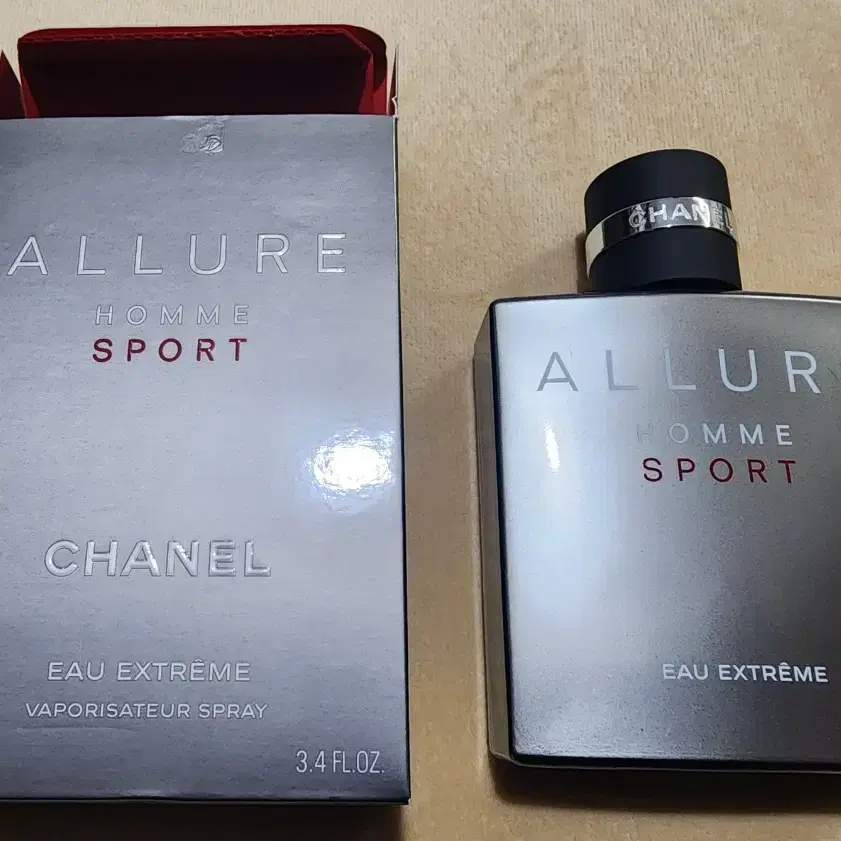 ALLURE
HOMME
SPORT
CHANEL
EAU EXTRÊME
VAPORISATEUR SPRAY
3.4 FL.OZ.
CHANEL
ALLUR
HOMME
SPORT
EAU EXTRÊME